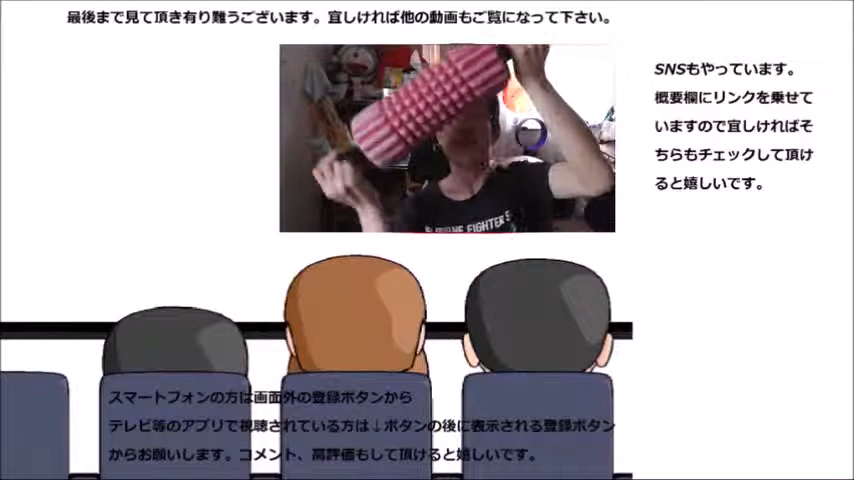 最後まで見て頂き有り難うございます。宜しければ他の動画もご覧になって下さい。
SNSもやっています。
概要欄にリンクを乗せて
いますので宜しければそ
ちらもチェックして頂け
ると嬉しいです。
FIGHTER
スマートフォンの方は画面外の登録ボタンから
テレビ等のアプリで視聴されている方は↓ボタンの後に表示される登録ボタン
からお願いします。コメント、高評価もして頂けると嬉しいです。